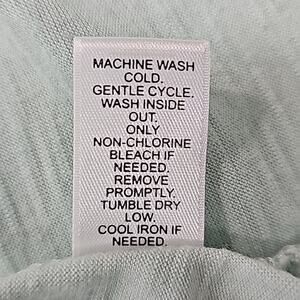 MACHINE WASH
COLD.
GENTLE CYCLE.
WASH INSIDE
OUT.
ONLY
NON-CHLORINE
BLEACH IF
NEEDED.
REMOVE
PROMPTLY.
TUMBLE DRY
LOW.
COOL IRON IF
NEEDED.